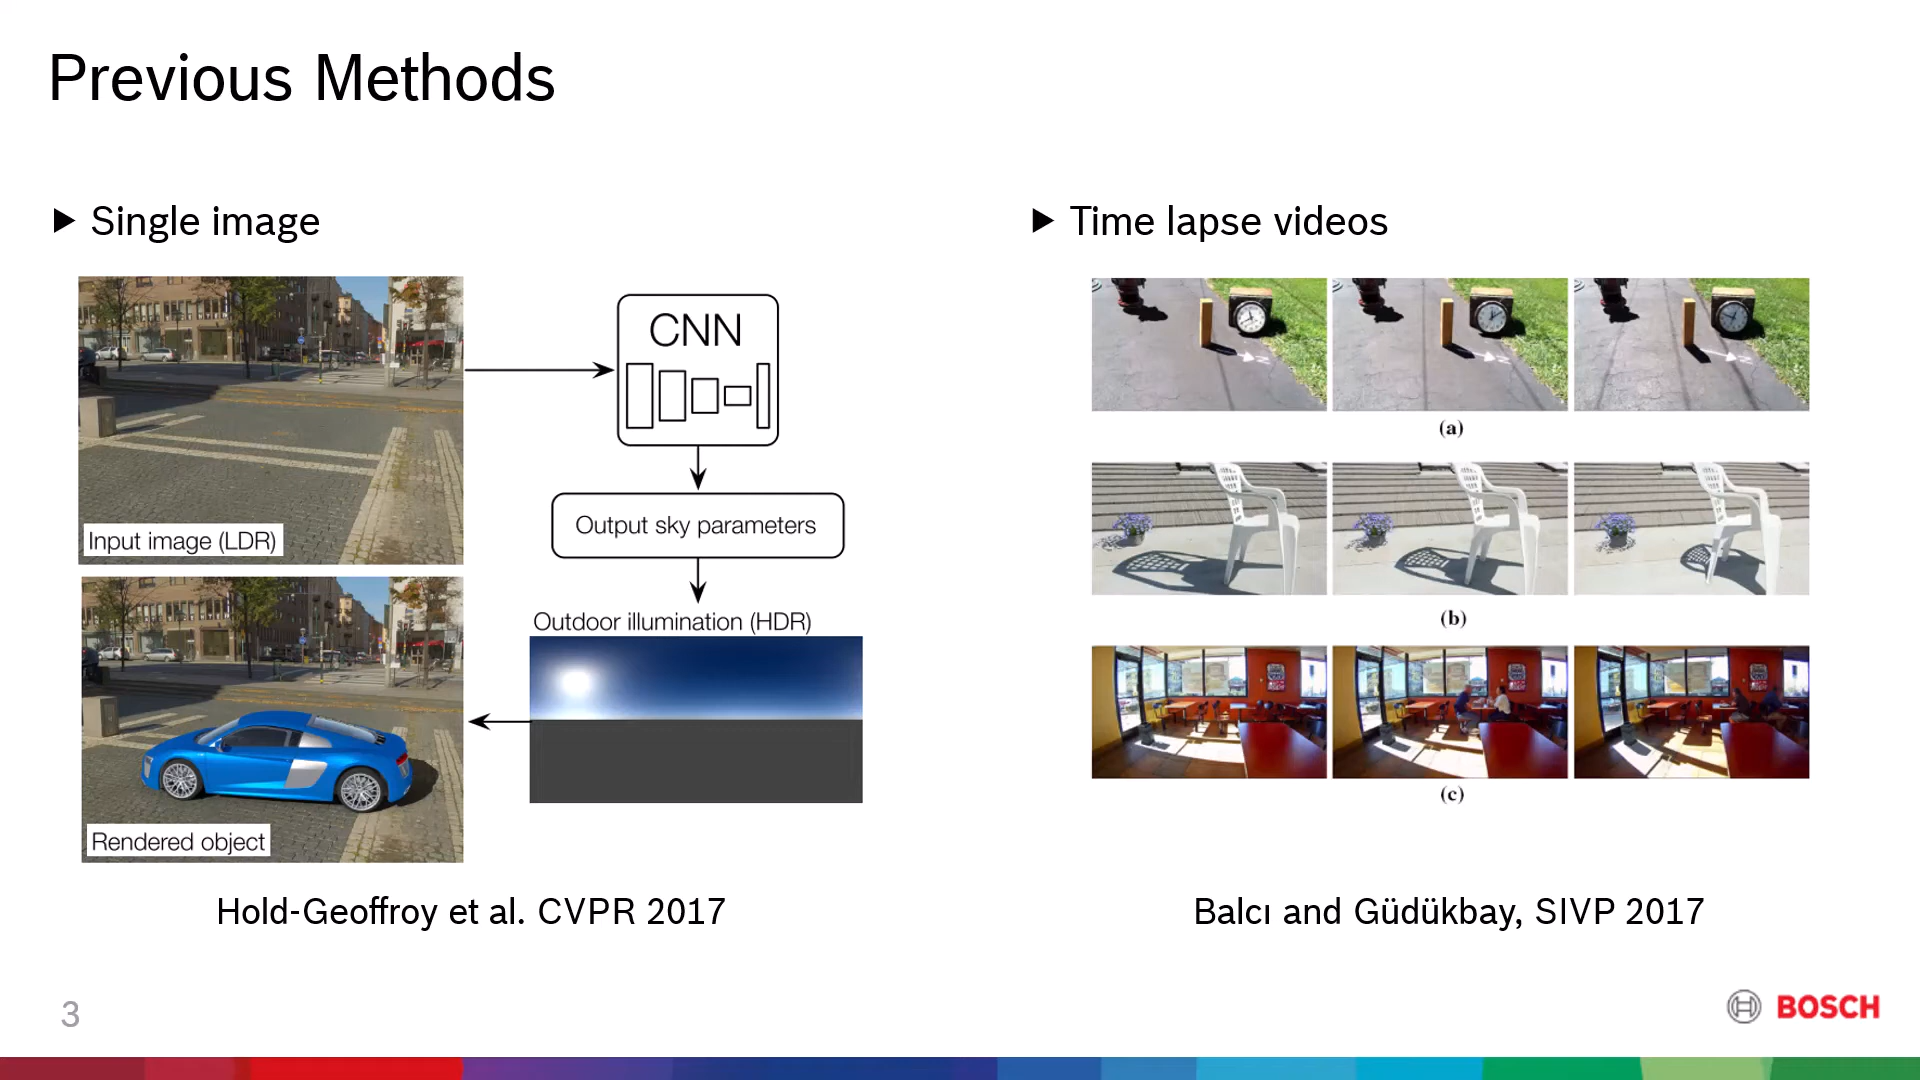 Previous Methods
▶ Single image
CNN
Output sky parameters
Outdoor illumination (HDR)
Input image (LDR)
Rendered object
Hold-Geoffroy et al. CVPR 2017
▶ Time lapse videos
(a)
(b)
(c)
Balcı and Güdükbay, SIVP 2017
3
BOSCH